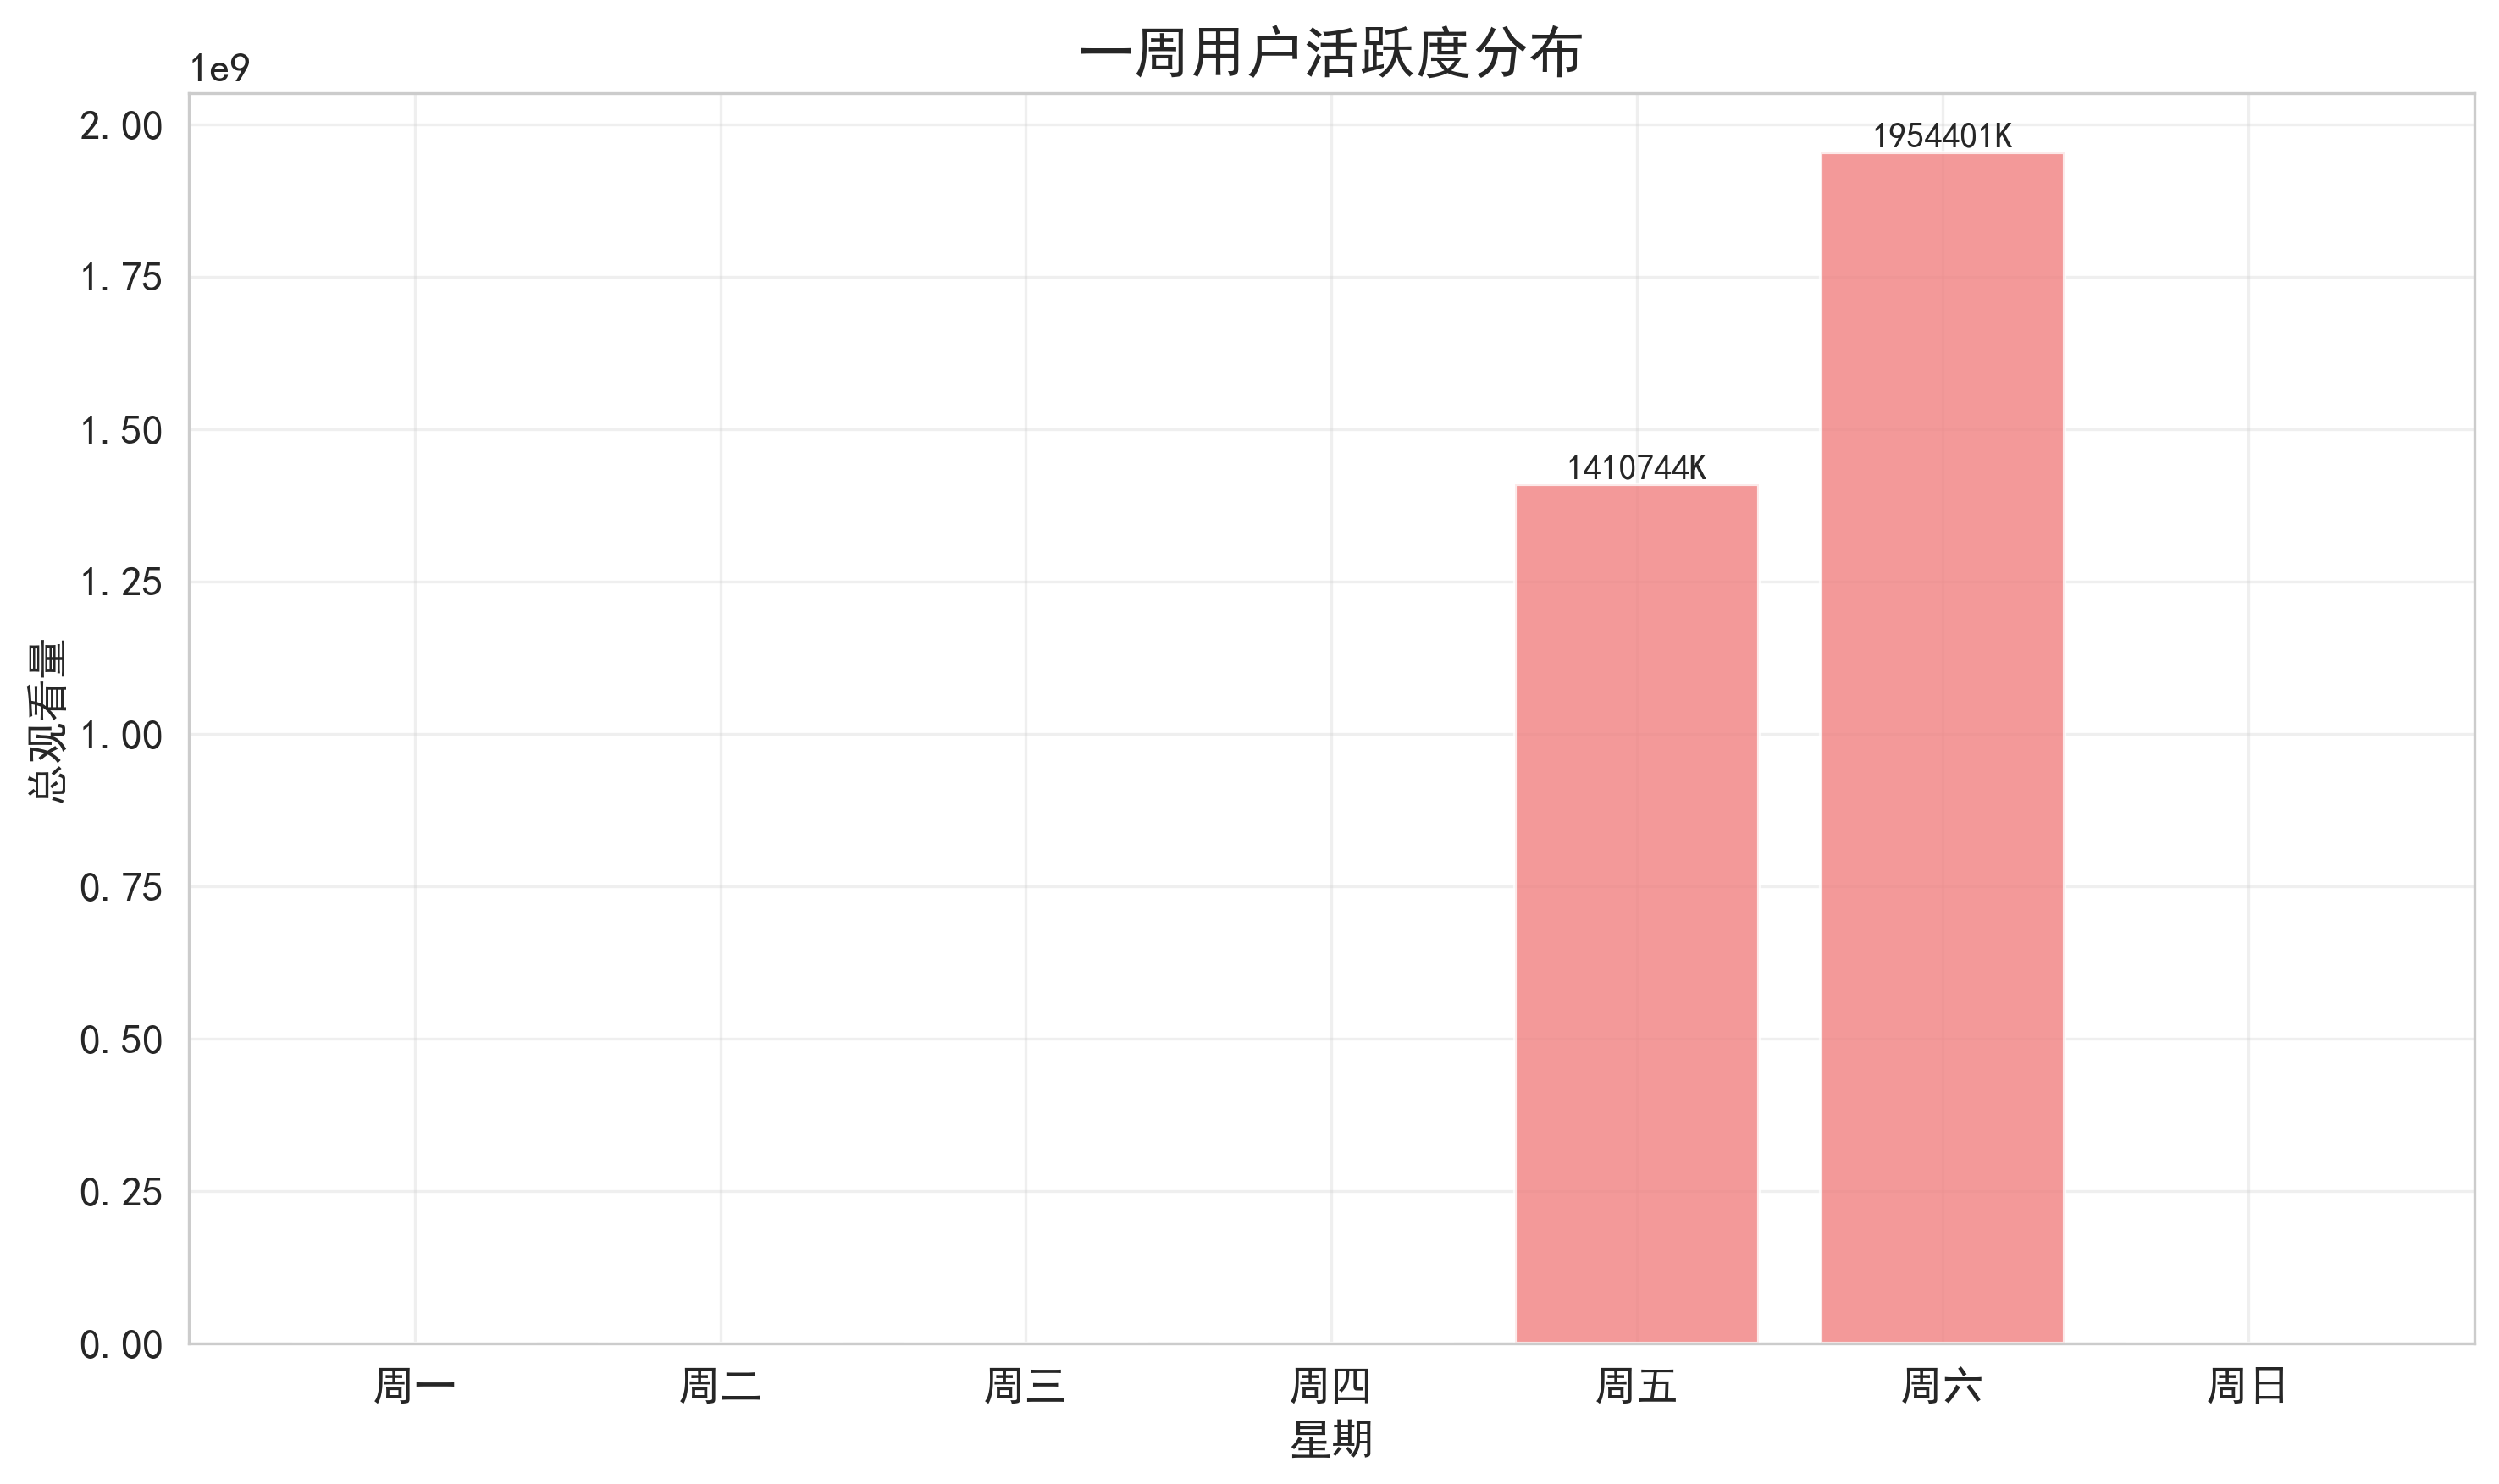 一周用户活跃度分布
1e9
2.00
1.75
1.50
1.25
1.00
0.75
0.50
0.25
0.00
总观看量
1410744K
1954401K
周一
周二
周三
周四
周五
周六
周日
星期